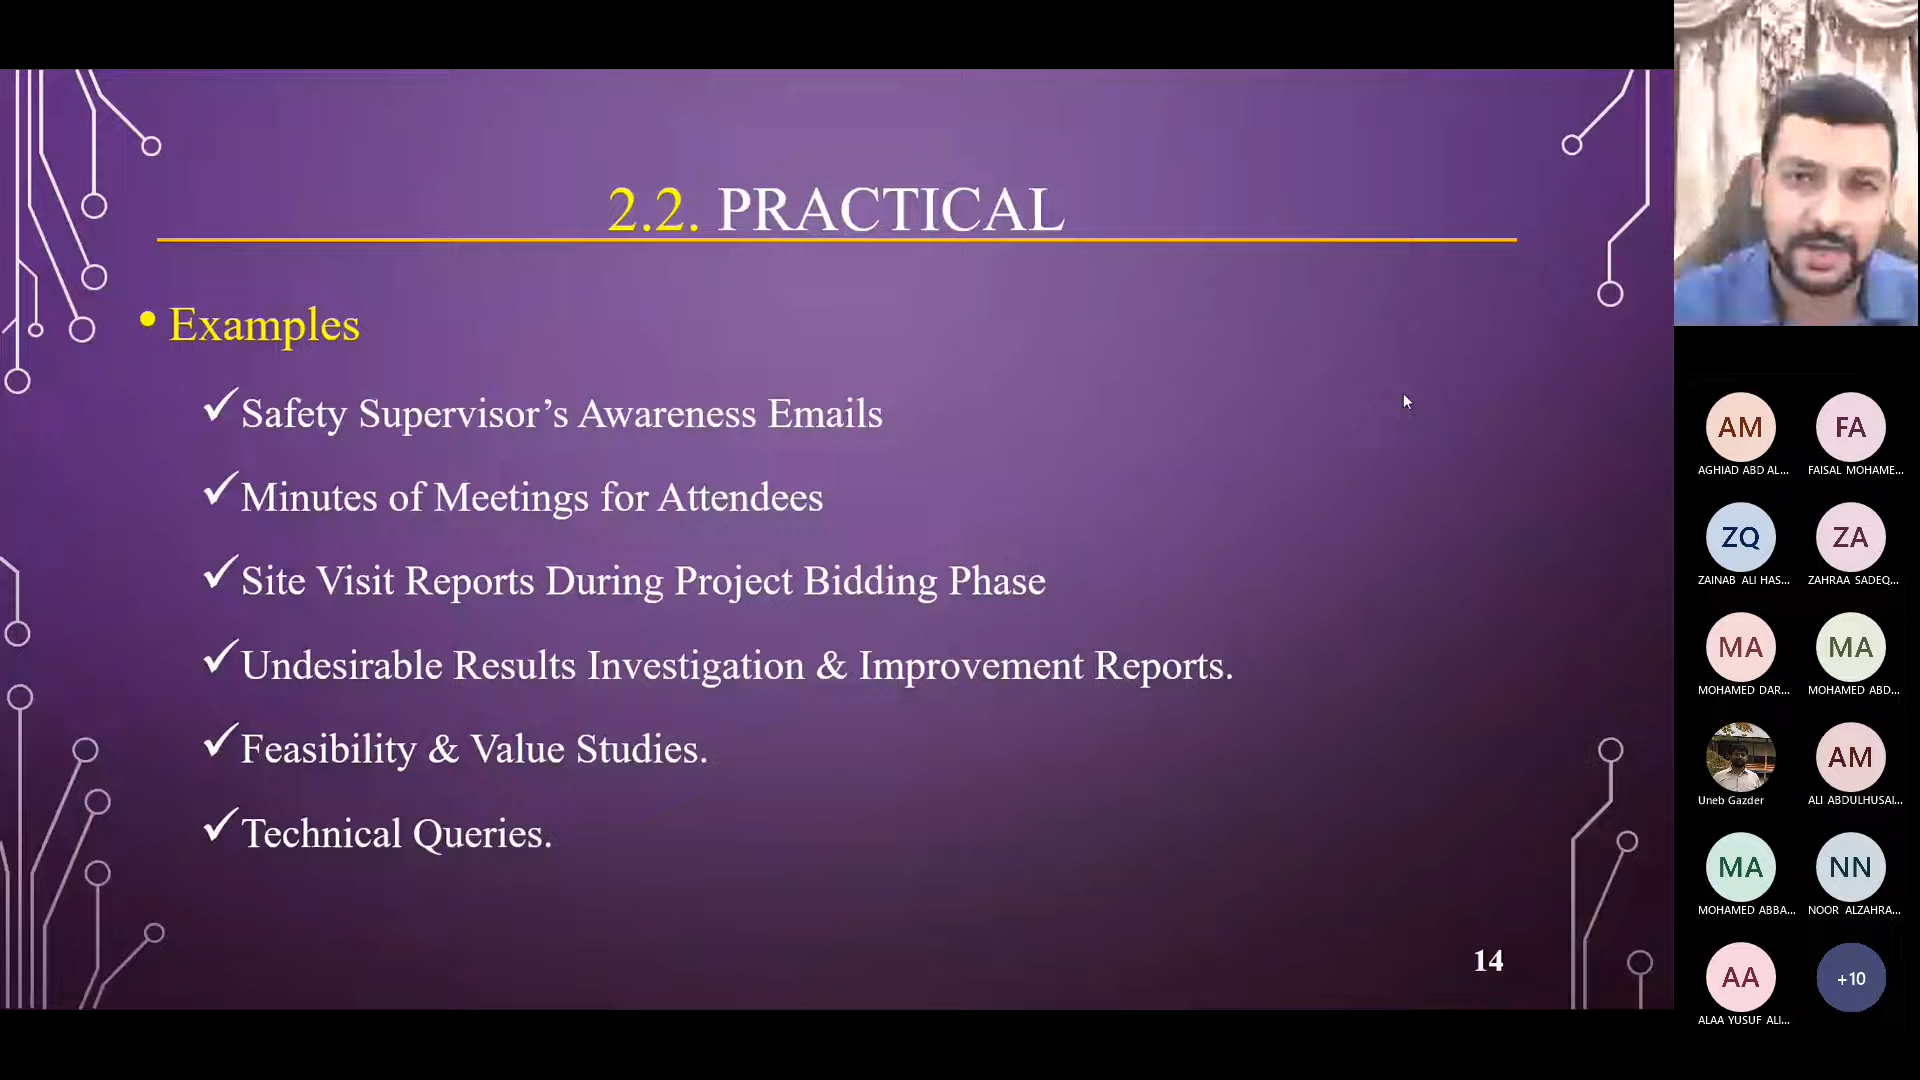 2.2. PRACTICAL
• Examples
✓Safety Supervisor’s Awareness Emails
✓Minutes of Meetings for Attendees
✓Site Visit Reports During Project Bidding Phase
✓Undesirable Results Investigation & Improvement Reports.
✓Feasibility & Value Studies.
✓Technical Queries.
14
AM
AGHIAD ABD AL...
FA
FAISAL MOHAME...
ZQ
ZAINAB ALI HAS...
ZA
ZAHRAA SADEQ...
MA
MOHAMED DAR...
MA
MOHAMED ABD...
Uneb Gazder
AM
ALI ABDULHUSAI...
MA
MOHAMED ABBA...
NN
NOOR ALZAHRA...
AA
ALAA YUSUF ALI...
+10